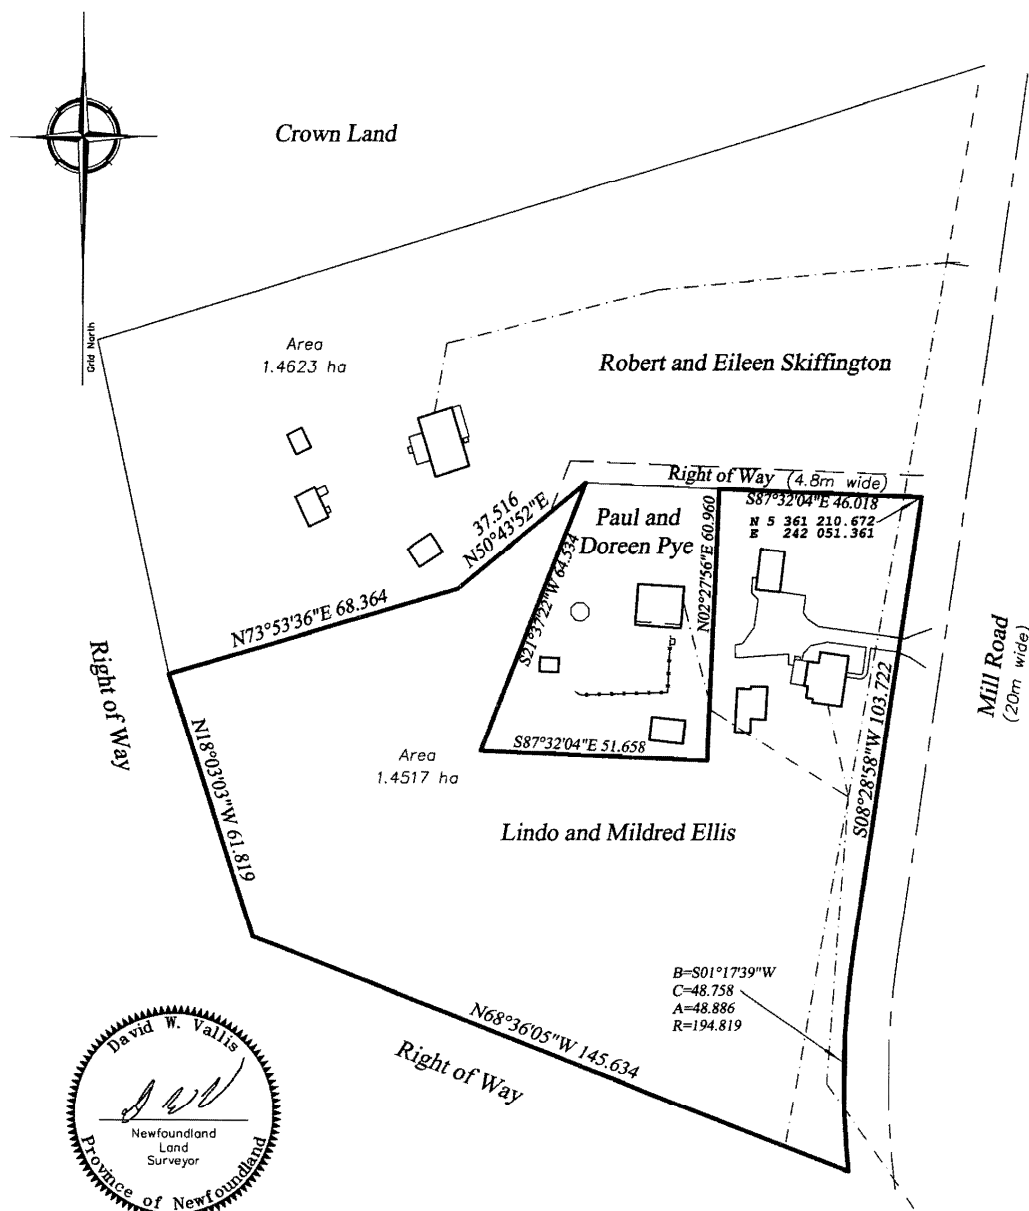 Crown Land
Grid North
Area
1.4623 ha
Robert and Eileen Skiffington
Right of Way (4.8m wide)
S87°32'04"E 46.018
N 5 361 210.672
E 242 051.361
37.516
N50°43'52"E
Paul and
Doreen Pye
N73°53'36"E 68.364
S21°37'22"W 64.534
N02°27'56"E 60.960
Right of Way
Mill Road
(20m wide)
N18°03'03"W 61.819
S87°32'04"E 51.658
S08°28'58"W 103.722
Area
1.4517 ha
Lindo and Mildred Ellis
B=S01°17'39"W
C=48.758
A=48.886
R=194.819
N68°36'05"W 145.634
Right of Way
David W. Vallis
Newfoundland
Land
Surveyor
Province of Newfoundland